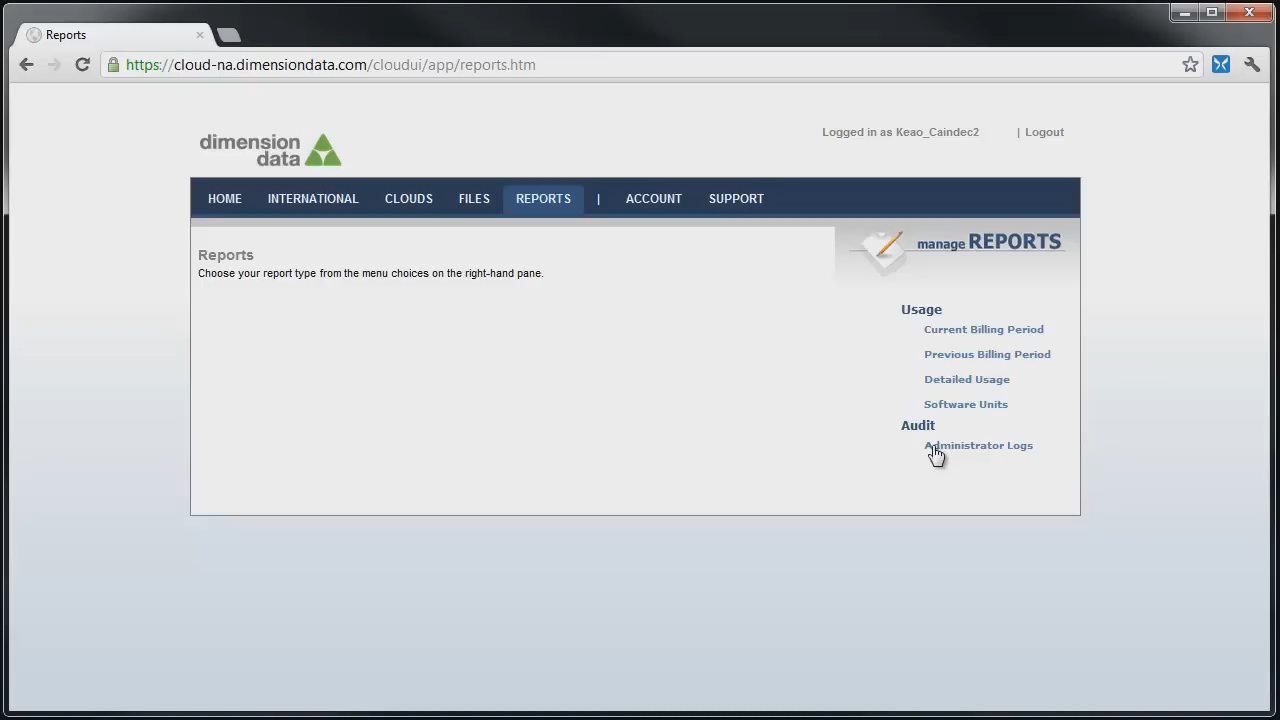 Reports
https://cloud-na.dimensiondata.com/cloudui/app/reports.htm
Logged in as Keao_Caindec2 | Logout
dimension
data
HOME INTERNATIONAL CLOUDS FILES REPORTS | ACCOUNT SUPPORT
manage REPORTS
Reports
Choose your report type from the menu choices on the right-hand pane.
Usage
Current Billing Period
Previous Billing Period
Detailed Usage
Software Units
Audit
Administrator Logs